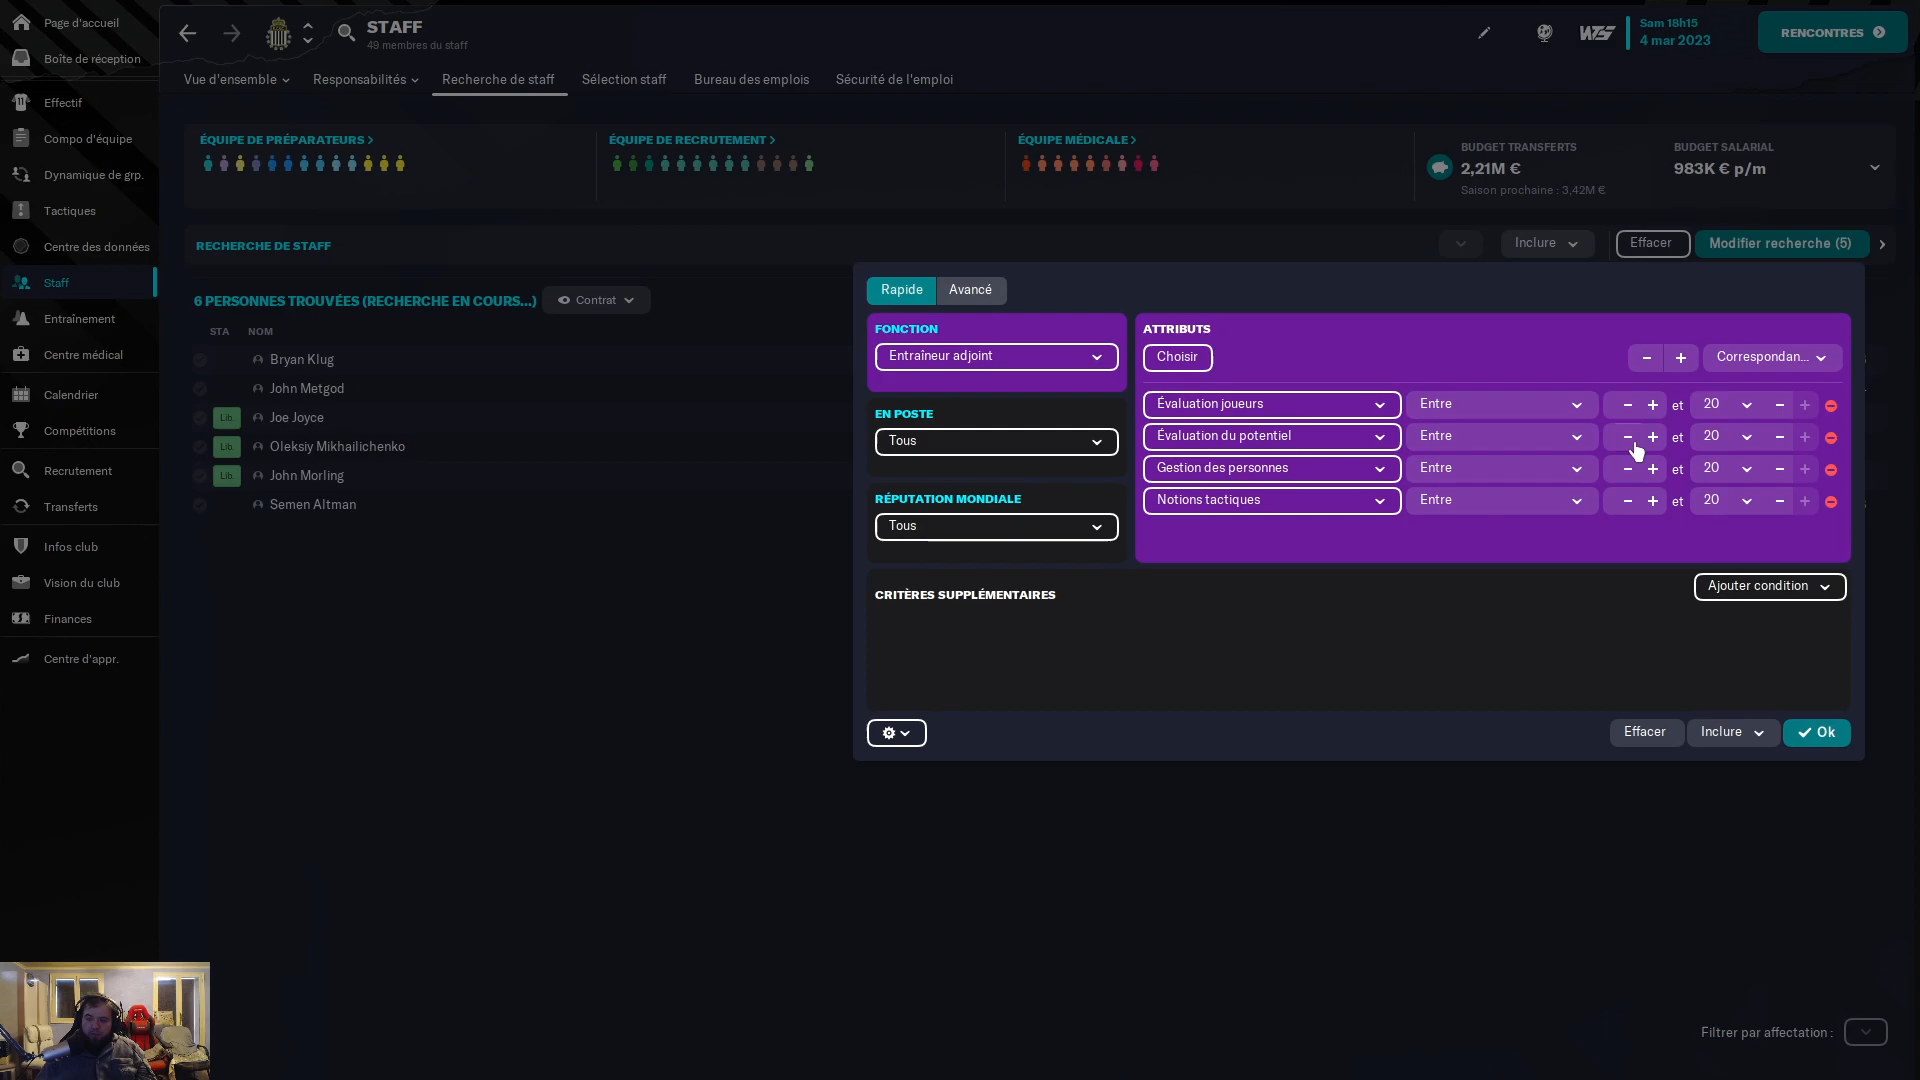 Page d'accueil
Boîte de réception
Effectif
Compo d'équipe
Dynamique de grp.
Tactiques
Centre des données
Staff
Entraînement
Centre médical
Calendrier
Compétitions
Recrutement
Transferts
Infos club
Vision du club
Finances
Centre d'appr.
STAFF
49 membres du staff
Sam 18h15
4 mar 2023
RENCONTRES
Vue d'ensemble
Responsabilités
Recherche de staff
Sélection staff
Bureau des emplois
Sécurité de l'emploi
ÉQUIPE DE PRÉPARATEURS >
ÉQUIPE DE RECRUTEMENT >
ÉQUIPE MÉDICALE >
BUDGET TRANSFERTS
2,21M €
Saison prochaine : 3,42M €
BUDGET SALARIAL
983K € p/m
RECHERCHE DE STAFF
Inclure
Effacer
Modifier recherche (5)
6 PERSONNES TROUVÉES (RECHERCHE EN COURS...)
Contrat
STA NOM
Bryan Klug
John Metgod
Lib. Joe Joyce
Lib. Oleksiy Mikhailichenko
Lib. John Morling
Semen Altman
Rapide
Avancé
FONCTION
Entraîneur adjoint
EN POSTE
Tous
RÉPUTATION MONDIALE
Tous
ATTRIBUTS
Choisir
- + Correspondan...
Évaluation joueurs Entre - + et 20 - +
Évaluation du potentiel Entre - + et 20 - +
Gestion des personnes Entre - + et 20 - +
Notions tactiques Entre - + et 20 - +
CRITÈRES SUPPLÉMENTAIRES
Ajouter condition
Effacer
Inclure
Ok
Filtrer par affectation :